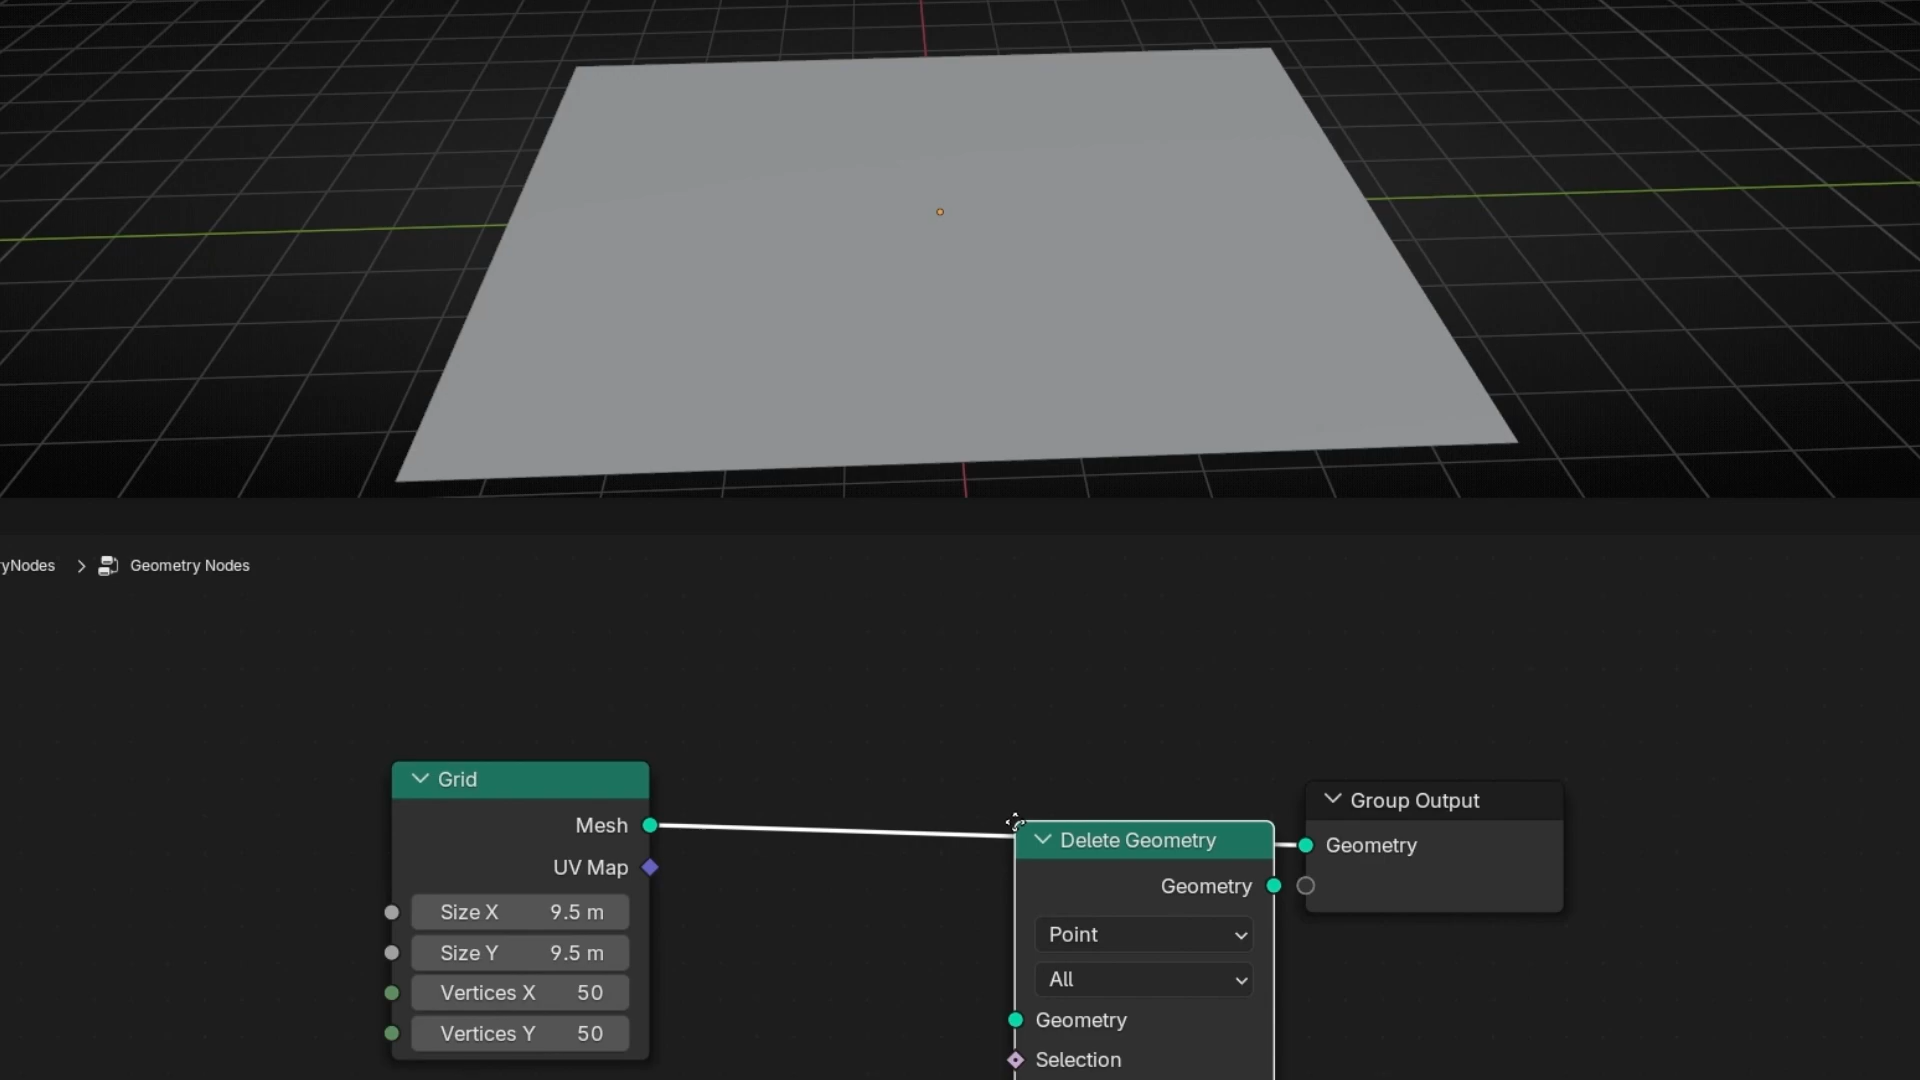 yNodes > Geometry Nodes
Grid
Mesh
UV Map
Size X 9.5 m
Size Y 9.5 m
Vertices X 50
Vertices Y 50
Delete Geometry
Geometry
Point
All
Geometry
Selection
Group Output
Geometry